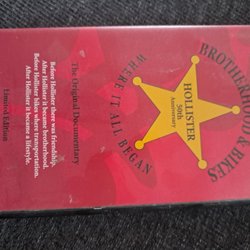 BROTHERHOOD & BIKES
HOLLISTER
50th
Anniversary
WHERE IT ALL BEGAN
The Original Documentary
Before Hollister there was friendship.
After Hollister it became brotherhood.
Before Hollister bikes where transportation.
After Hollister it became a lifestyle.
Limited Edition